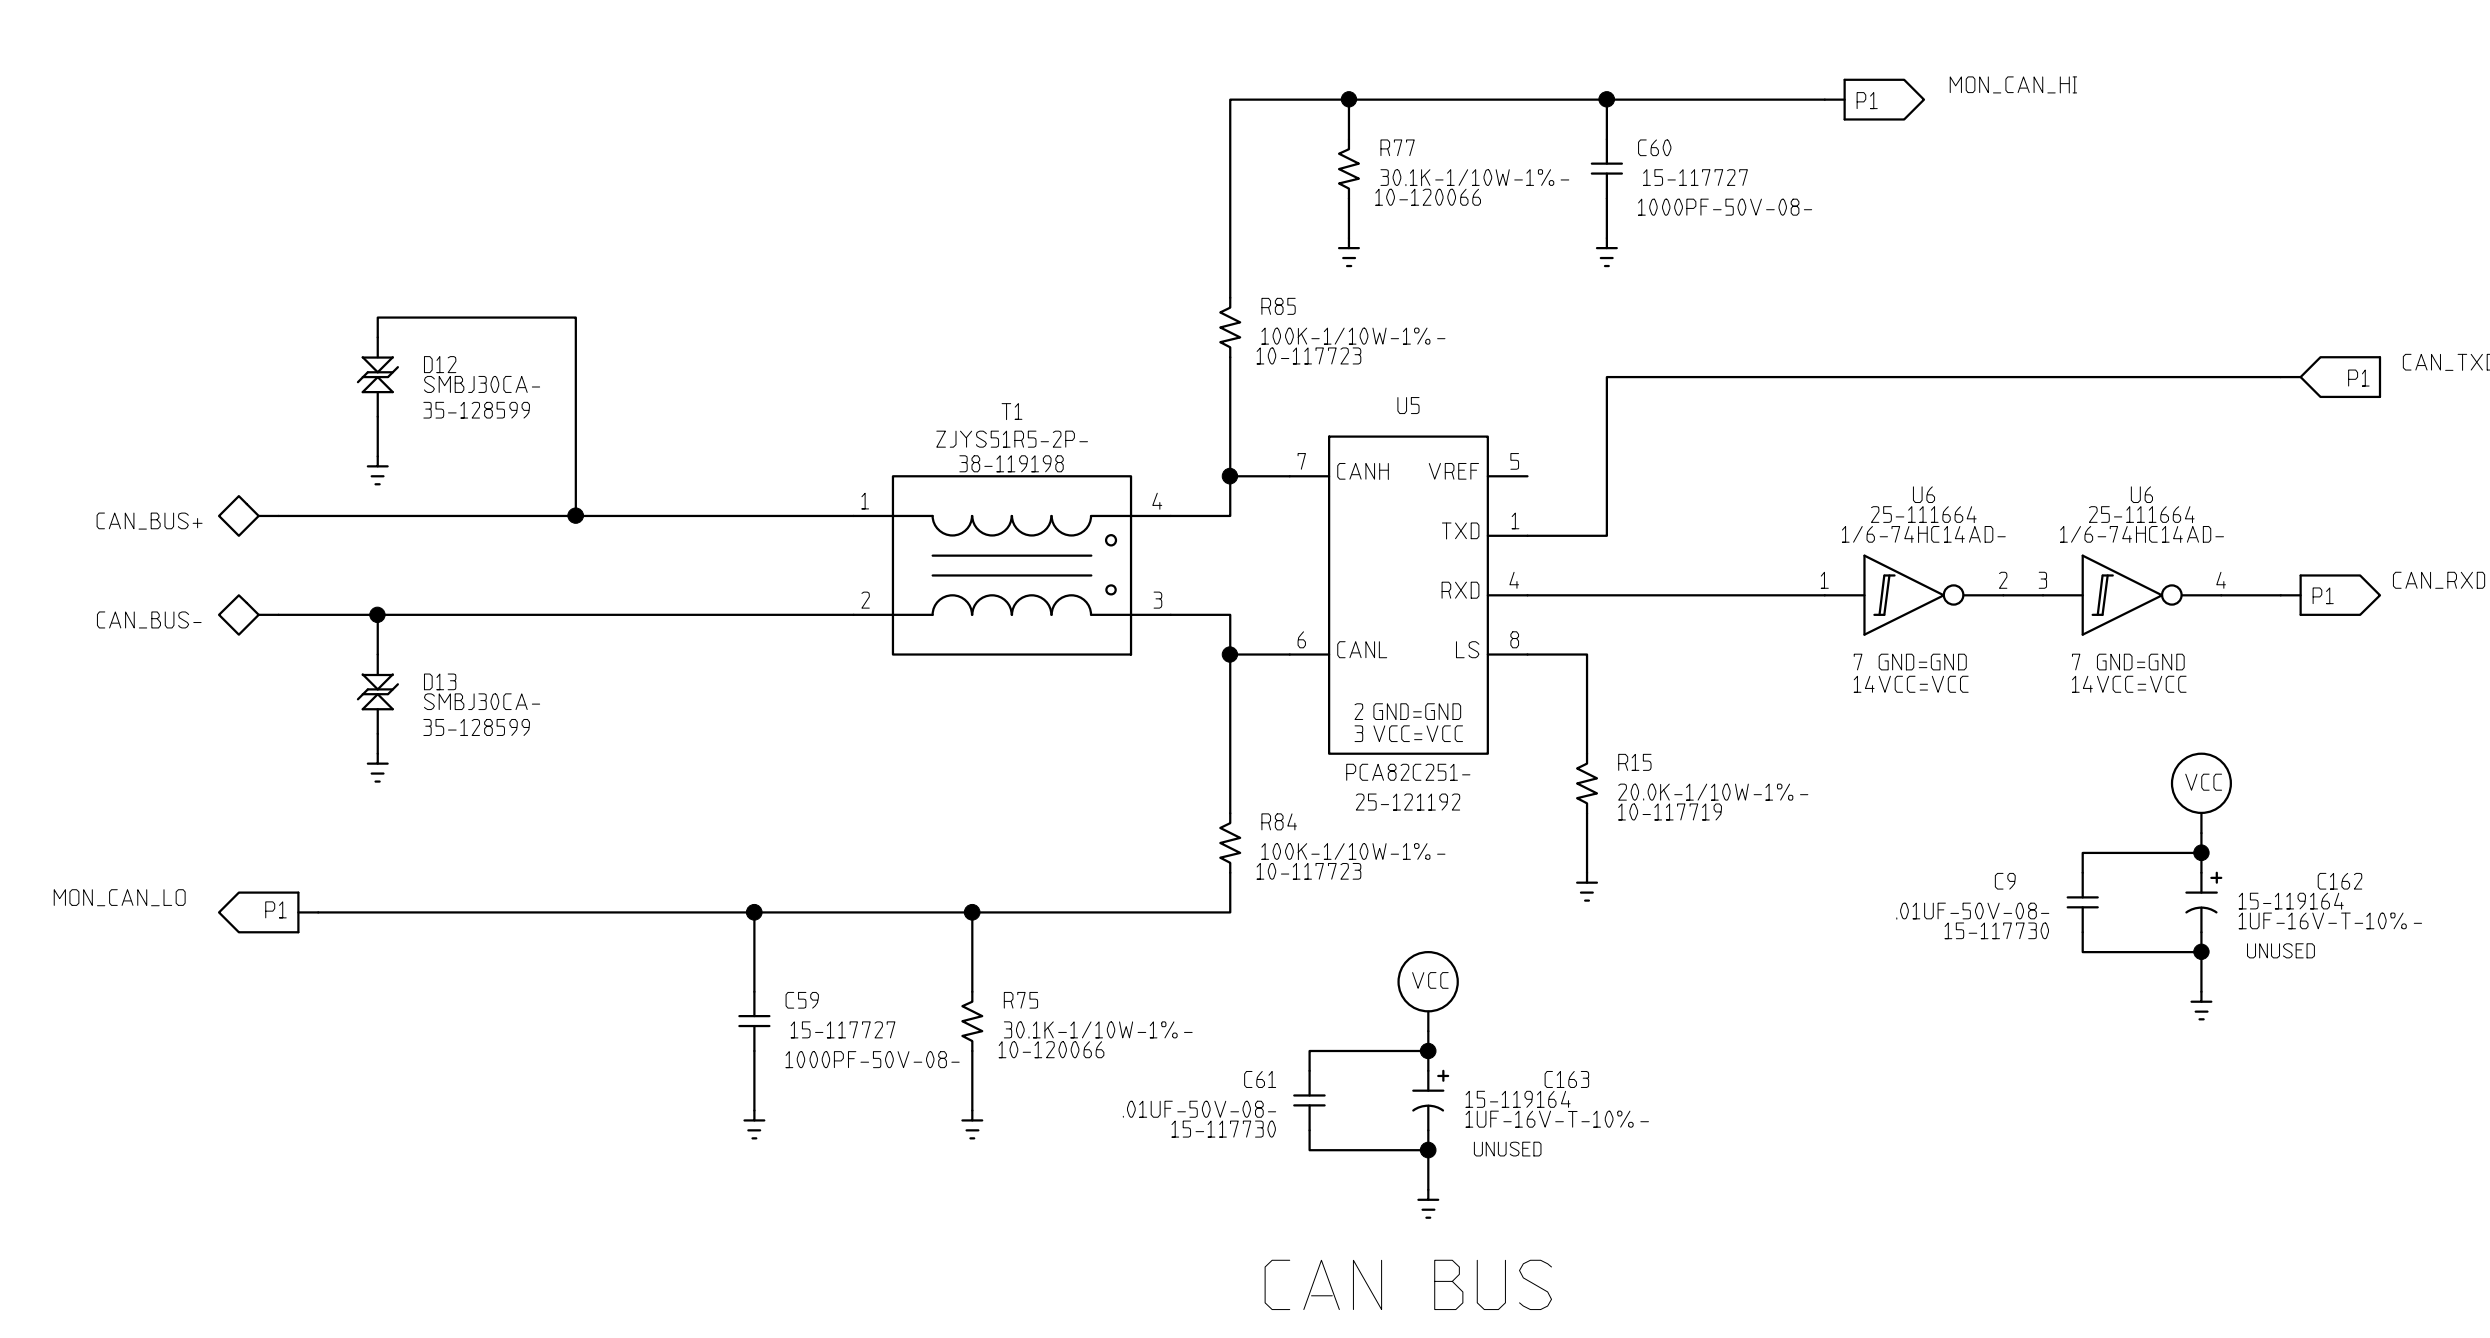 MON_CAN_HI
P1
R77
30.1K-1/10W-1%-
10-120066
C60
15-117727
1000PF-50V-08-
R85
100K-1/10W-1%-
10-117723
D12
SMBJ30CA-
35-128599
CAN_TXD
P1
U5
T1
ZJYS51R5-2P-
38-119198
CAN_BUS+
1
4
7
CANH
VREF
5
TXD
1
U6
25-111664
1/6-74HC14AD-
U6
25-111664
1/6-74HC14AD-
CAN_BUS-
2
3
RXD
4
1
2
3
4
P1
CAN_RXD
6
CANL
LS
8
7 GND=GND
14VCC=VCC
7 GND=GND
14VCC=VCC
D13
SMBJ30CA-
35-128599
2 GND=GND
3 VCC=VCC
PCA82C251-
25-121192
R15
20.0K-1/10W-1%-
10-117719
VCC
R84
100K-1/10W-1%-
10-117723
MON_CAN_LO
P1
C9
.01UF-50V-08-
15-117730
+
C162
15-119164
1UF-16V-T-10%-
UNUSED
VCC
C59
15-117727
1000PF-50V-08-
R75
30.1K-1/10W-1%-
10-120066
C61
.01UF-50V-08-
15-117730
+
C163
15-119164
1UF-16V-T-10%-
UNUSED
CAN BUS